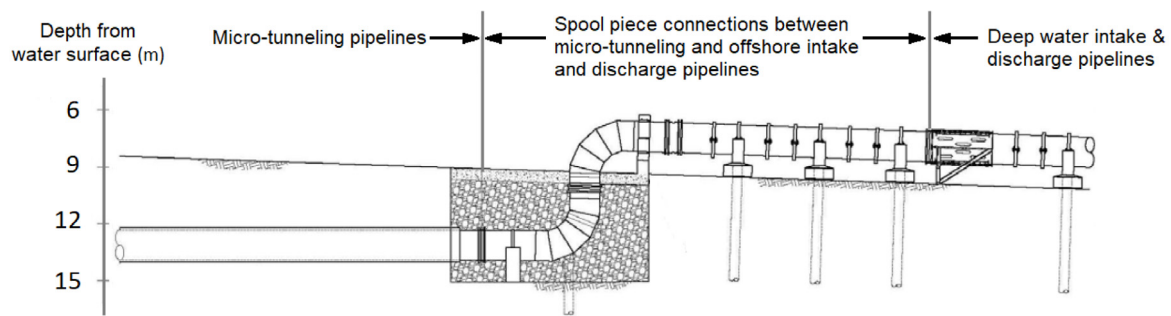 Depth from
water surface (m)
Micro-tunneling pipelines
Spool piece connections between
micro-tunneling and offshore intake
and discharge pipelines
Deep water intake &
discharge pipelines
6
9
12
15